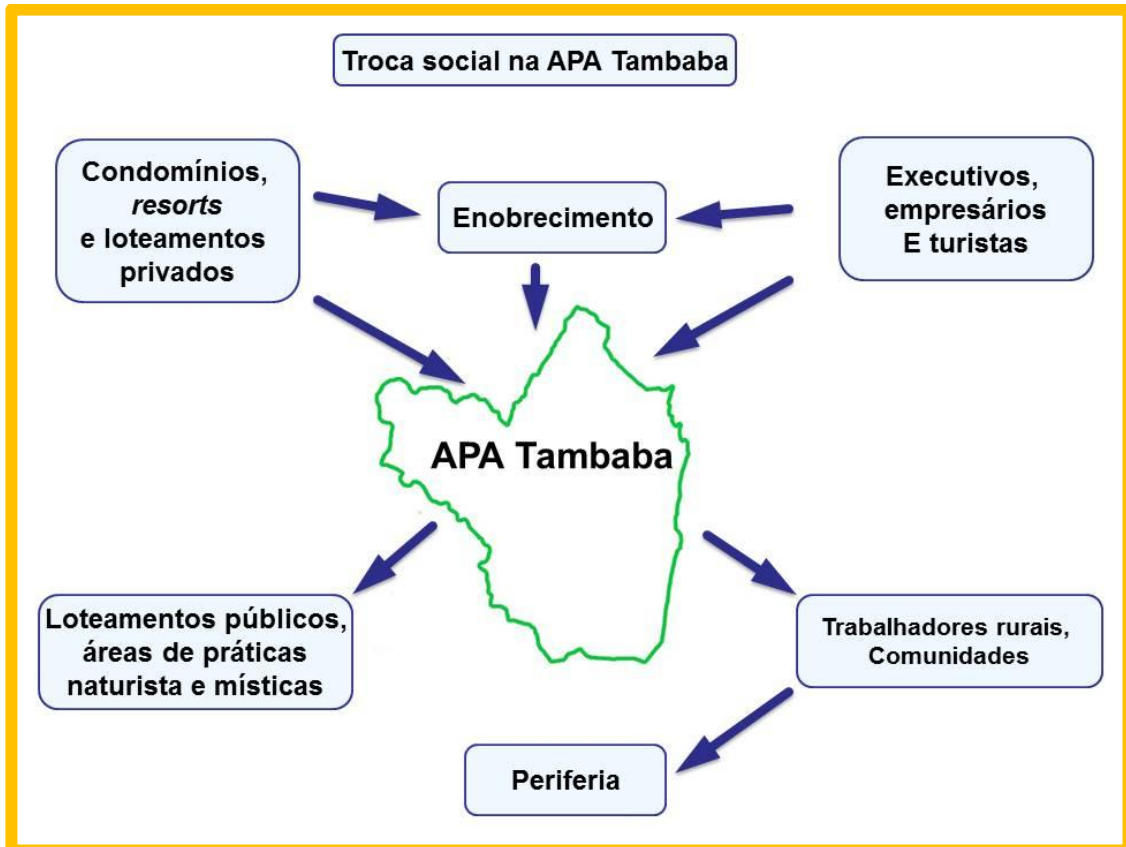 Troca social na APA Tambaba
Condomínios,
resorts
e loteamentos
privados
Enobrecimento
Executivos,
empresários
E turistas
APA Tambaba
Loteamentos públicos,
áreas de práticas
naturista e místicas
Trabalhadores rurais,
Comunidades
Periferia